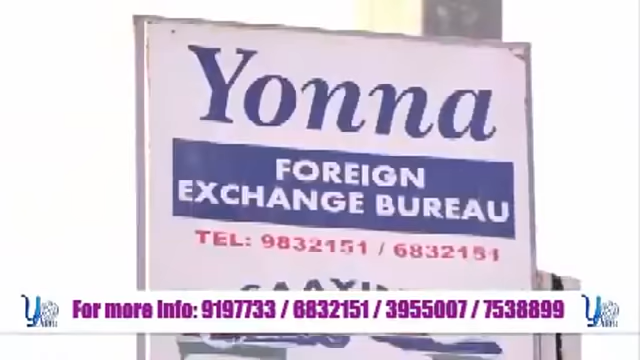 Yonna
FOREIGN
EXCHANGE BUREAU
TEL: 9832151 / 6832151
For more Info: 9197733 / 6832151 / 3955007 / 7538899